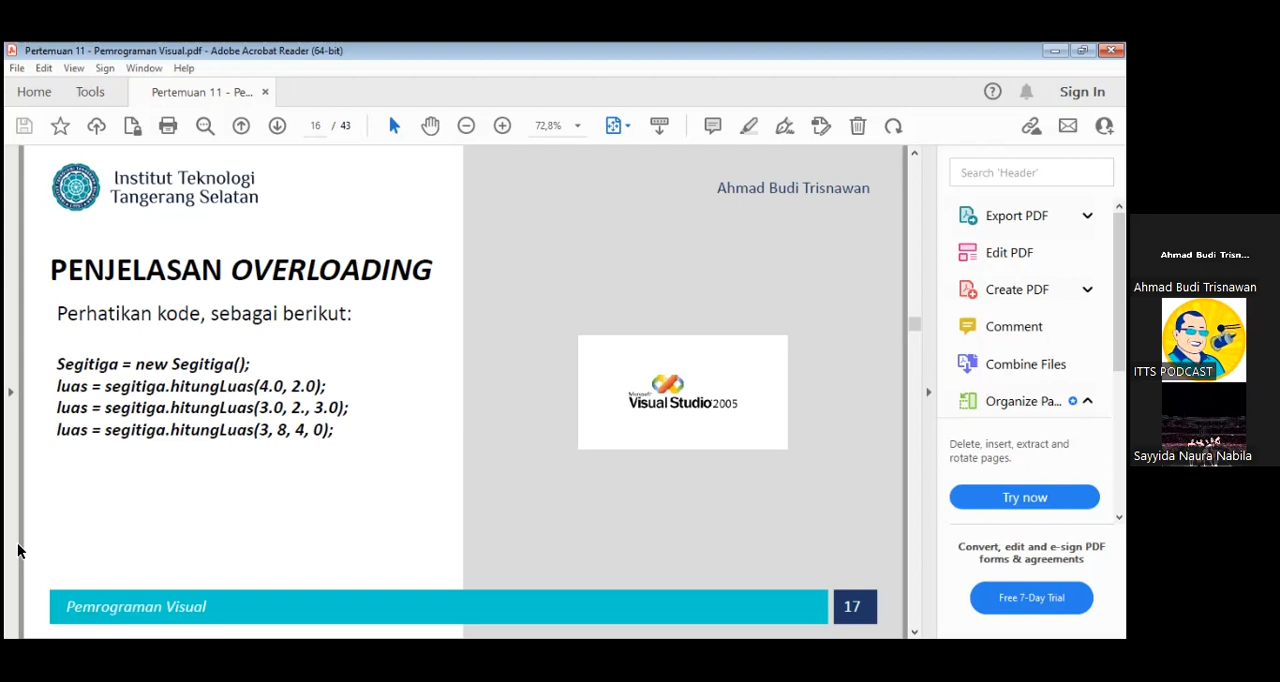 Pertemuan 11 - Pemrograman Visual.pdf - Adobe Acrobat Reader (64-bit)
File Edit View Sign Window Help
Home Tools Pertemuan 11 - Pe... Sign In
16 / 43 72,8%
Institut Teknologi
Tangerang Selatan
Ahmad Budi Trisnawan
PENJELASAN OVERLOADING
Perhatikan kode, sebagai berikut:
Segitiga = new Segitiga();
luas = segitiga.hitungLuas(4.0, 2.0);
luas = segitiga.hitungLuas(3.0, 2., 3.0);
luas = segitiga.hitungLuas(3, 8, 4, 0);
Microsoft
Visual Studio 2005
Pemrograman Visual 17
Search 'Header'
Export PDF
Edit PDF
Create PDF
Comment
Combine Files
Organize Pa...
Delete, insert, extract and
rotate pages.
Try now
Convert, edit and e-sign PDF
forms & agreements
Free 7-Day Trial
Ahmad Budi Trisn...
Ahmad Budi Trisnawan
ITTS PODCAST
Sayyida Naura Nabila